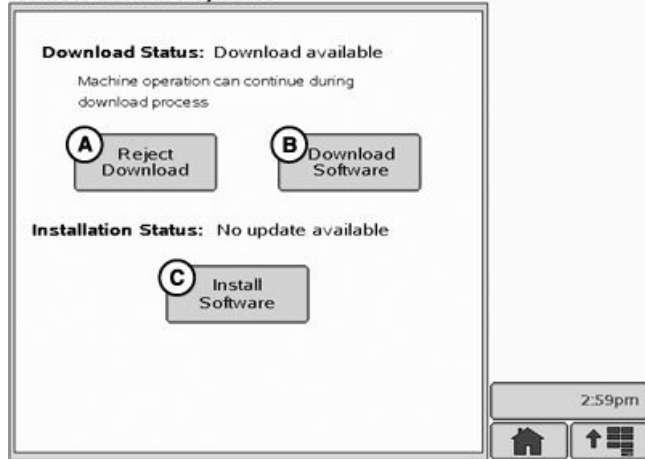 Download Status: Download available
Machine operation can continue during
download process
A
Reject
Download
B
Download
Software
Installation Status: No update available
C
Install
Software
2:59pm